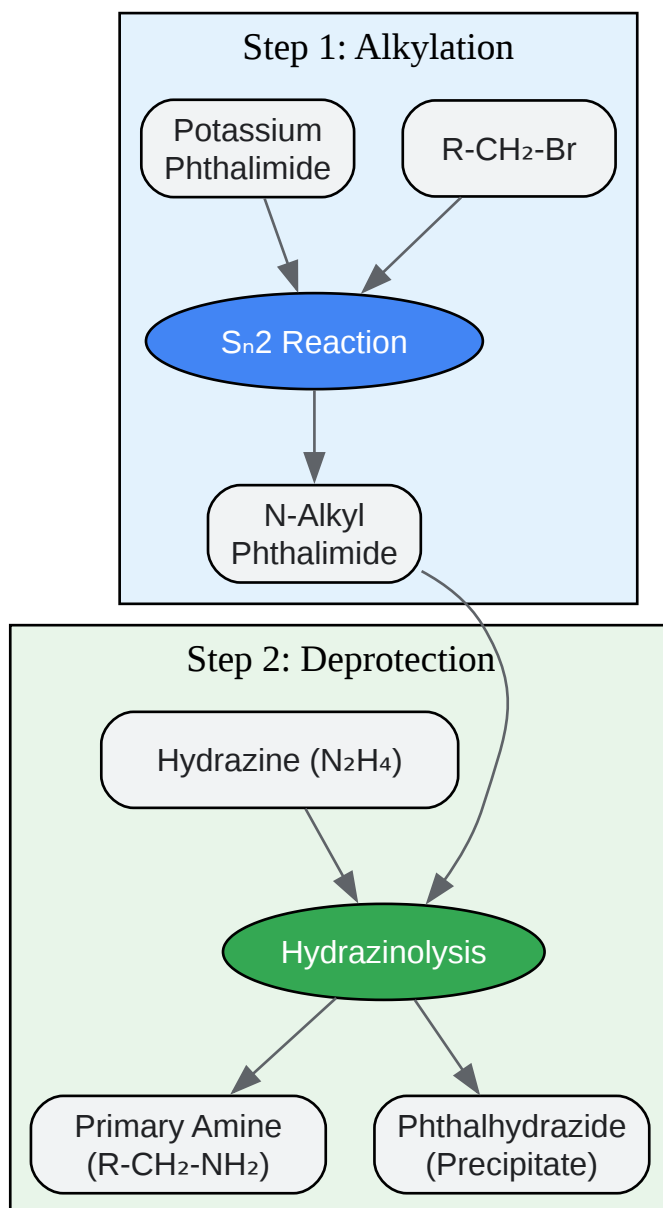 Step 1: Alkylation
Potassium
Phthalimide
R-CH₂-Br
Sₙ2 Reaction
N-Alkyl
Phthalimide
Step 2: Deprotection
Hydrazine (N₂H₄)
Hydrazinolysis
Primary Amine
(R-CH₂-NH₂)
Phthalhydrazide
(Precipitate)